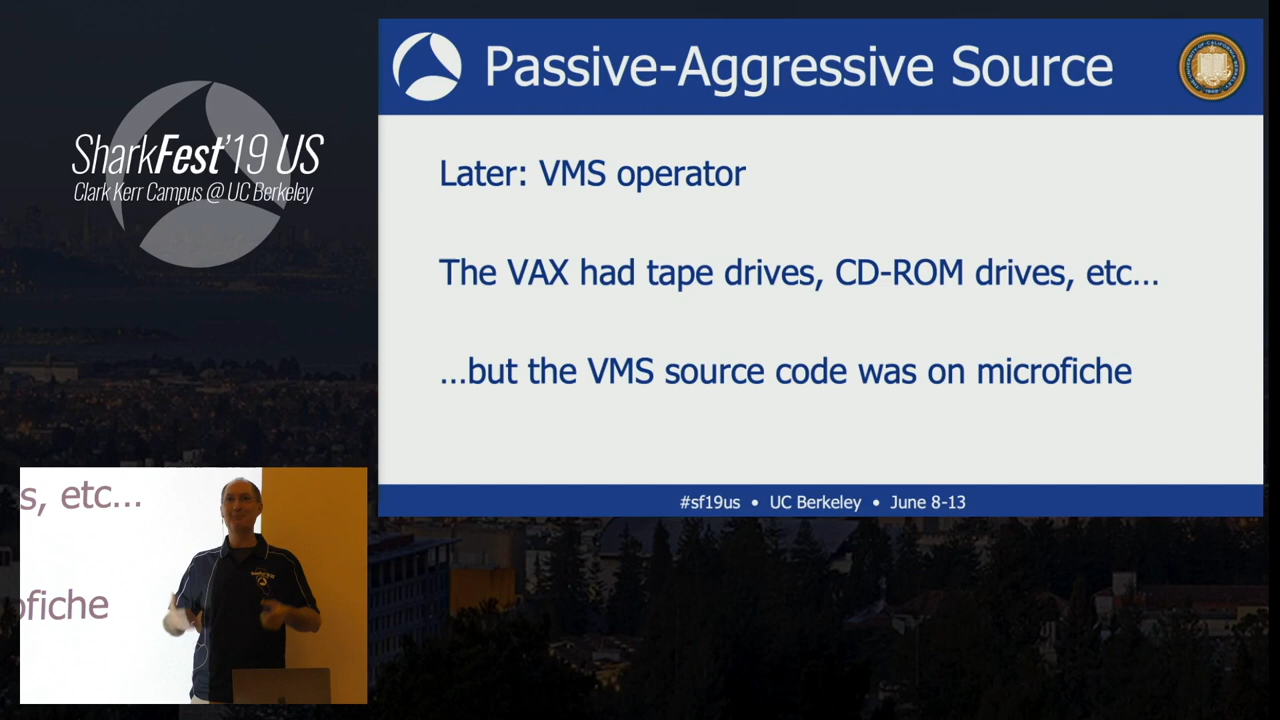 SharkFest'19 US
Clark Kerr Campus @ UC Berkeley
Passive-Aggressive Source
Later: VMS operator
The VAX had tape drives, CD-ROM drives, etc…
…but the VMS source code was on microfiche
#sf19us • UC Berkeley • June 8-13
s, etc…
ofiche